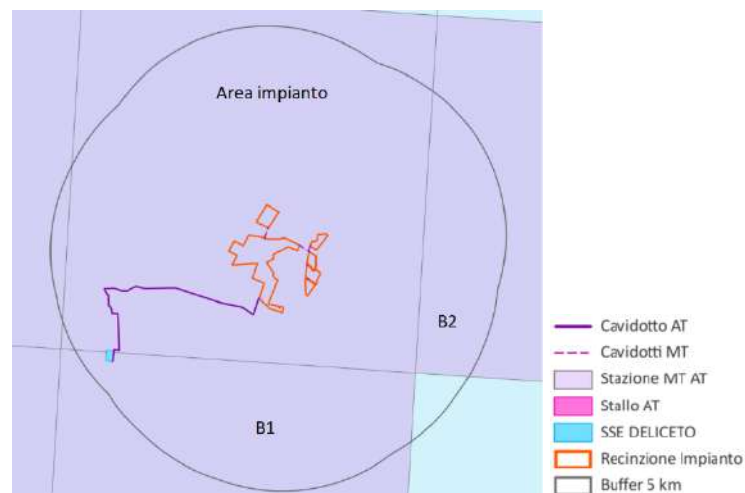 Area impianto
B2
B1
Cavidotto AT
Cavidotti MT
Stazione MT AT
Stallo AT
SSE DELICETO
Recinzione Impianto
Buffer 5 km